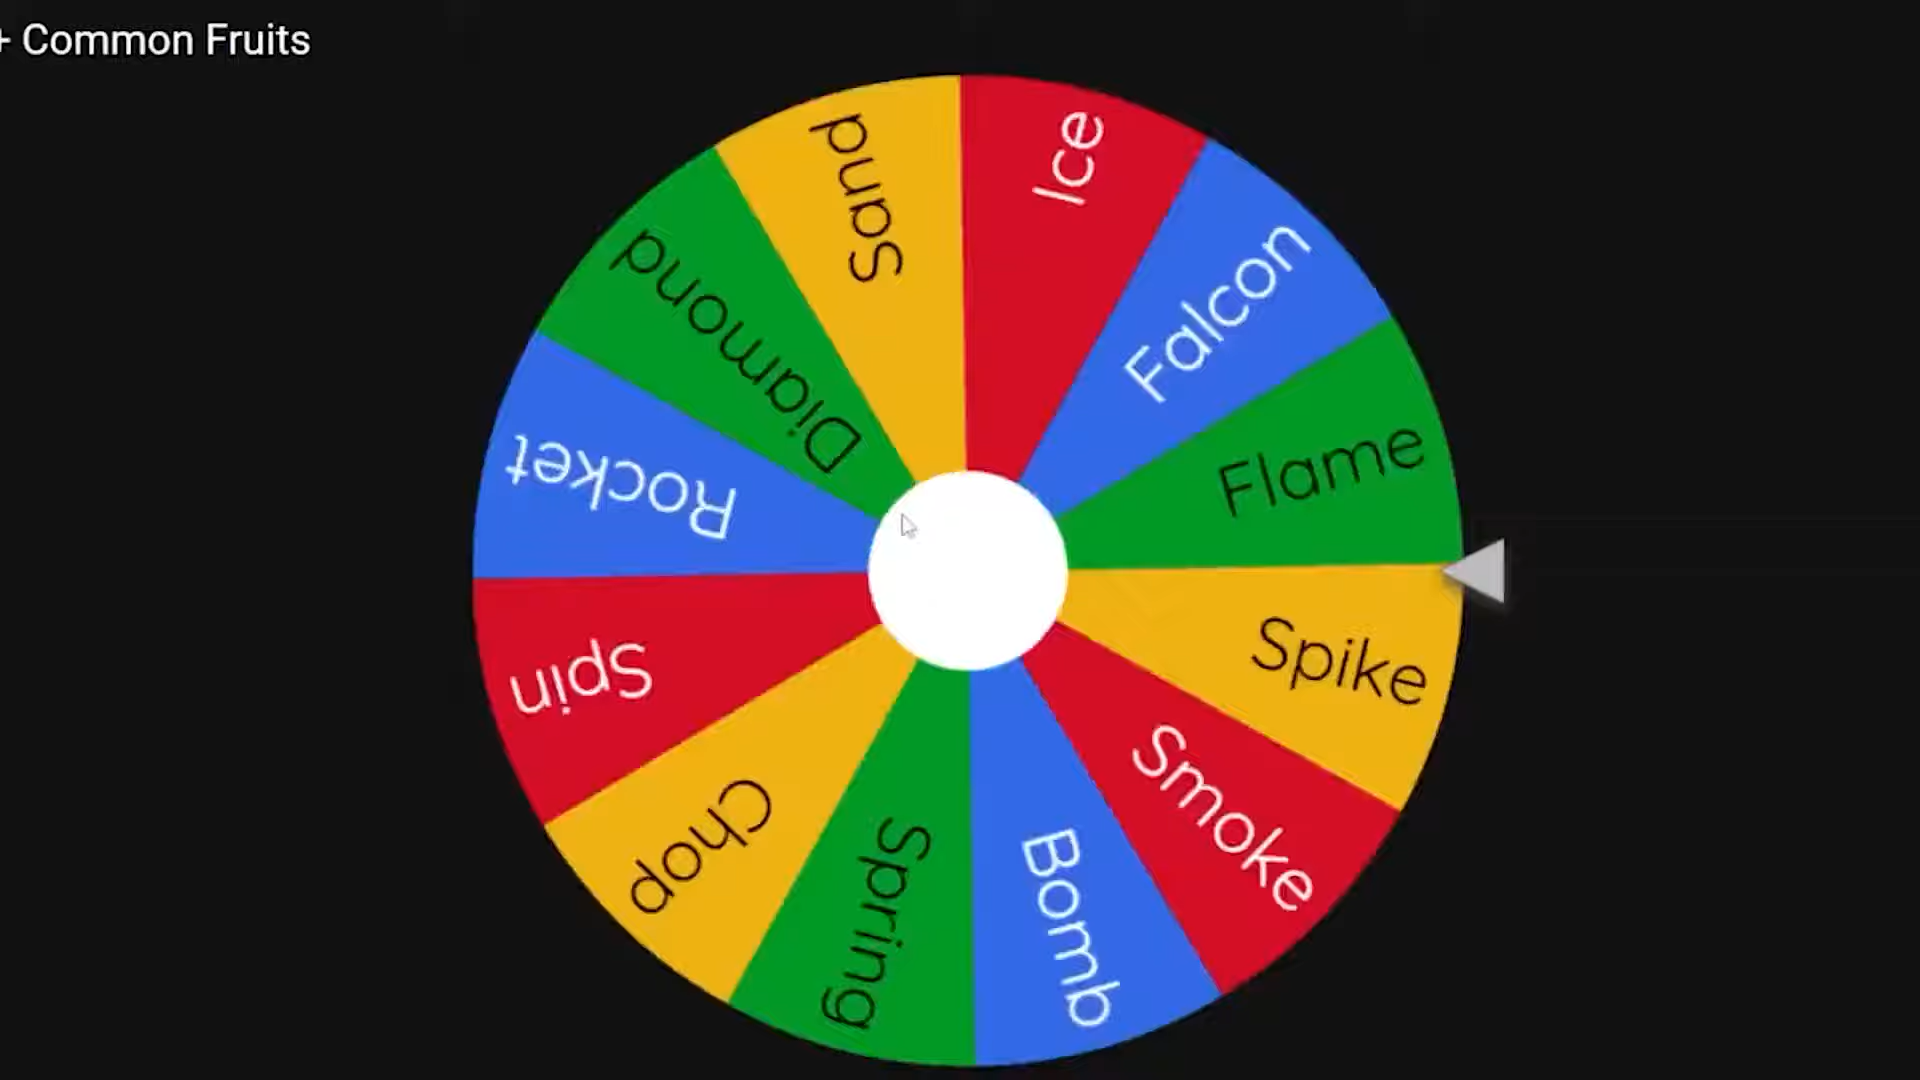 + Common Fruits
Ice
Falcon
Flame
Spike
Smoke
Bomb
Spring
Chop
Spin
Rocket
Diamond
Sand